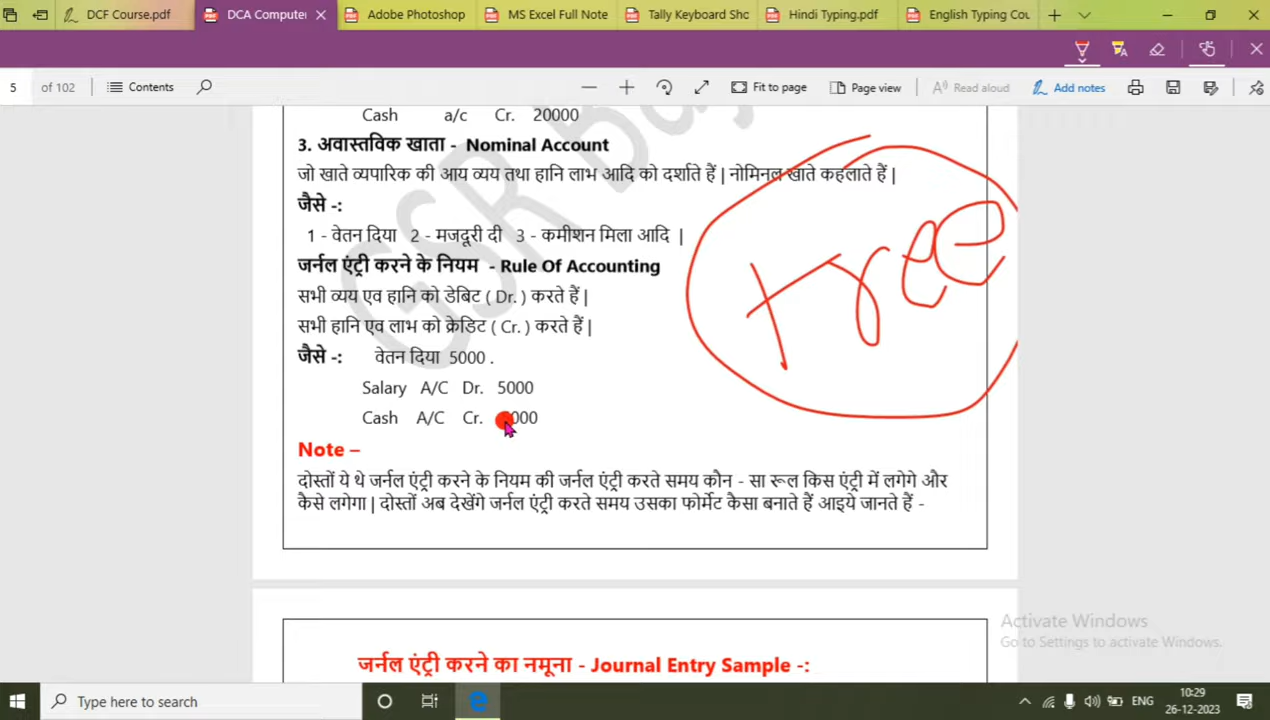 DCF Course.pdf
DCA Computer
Adobe Photoshop
MS Excel Full Note
Tally Keyboard Sho
Hindi Typing.pdf
English Typing Cou
5 of 102
Contents
Fit to page
Page view
Read aloud
Add notes
Cash a/c Cr. 20000
3. अवास्तविक खाता - Nominal Account
जो खाते व्यपारिक की आय व्यय तथा हानि लाभ आदि को दर्शाते हैं | नोमिनल खाते कहलाते हैं |
जैसे -:
1 - वेतन दिया 2 - मजदूरी दी 3 - कमीशन मिला आदि |
जर्नल एंट्री करने के नियम - Rule Of Accounting
सभी व्यय एव हानि को डेबिट ( Dr. ) करते हैं |
सभी हानि एव लाभ को क्रेडिट ( Cr. ) करते हैं |
जैसे -: वेतन दिया 5000 .
Salary A/C Dr. 5000
Cash A/C Cr. 000
Note –
दोस्तों ये थे जर्नल एंट्री करने के नियम की जर्नल एंट्री करते समय कौन - सा रूल किस एंट्री में लगेगे और
कैसे लगेगा | दोस्तों अब देखेंगे जर्नल एंट्री करते समय उसका फोर्मेट कैसा बनाते हैं आइये जानते हैं -
free
GSR
जर्नल एंट्री करने का नमूना - Journal Entry Sample -:
Activate Windows
Go to Settings to activate Windows.
Type here to search
ENG
10:29
26-12-2023